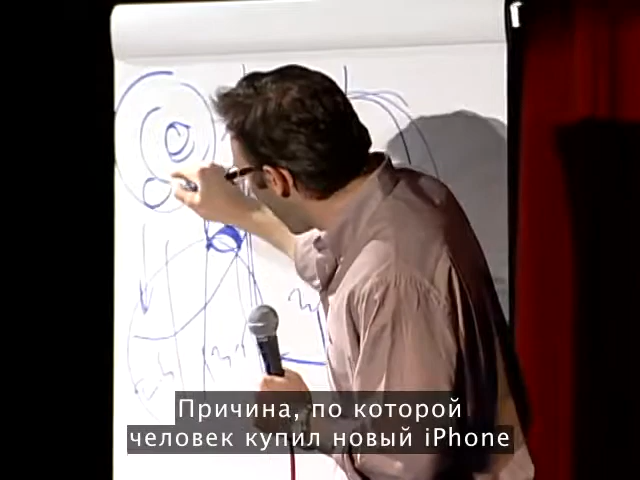 Причина, по которой
человек купил новый iPhone